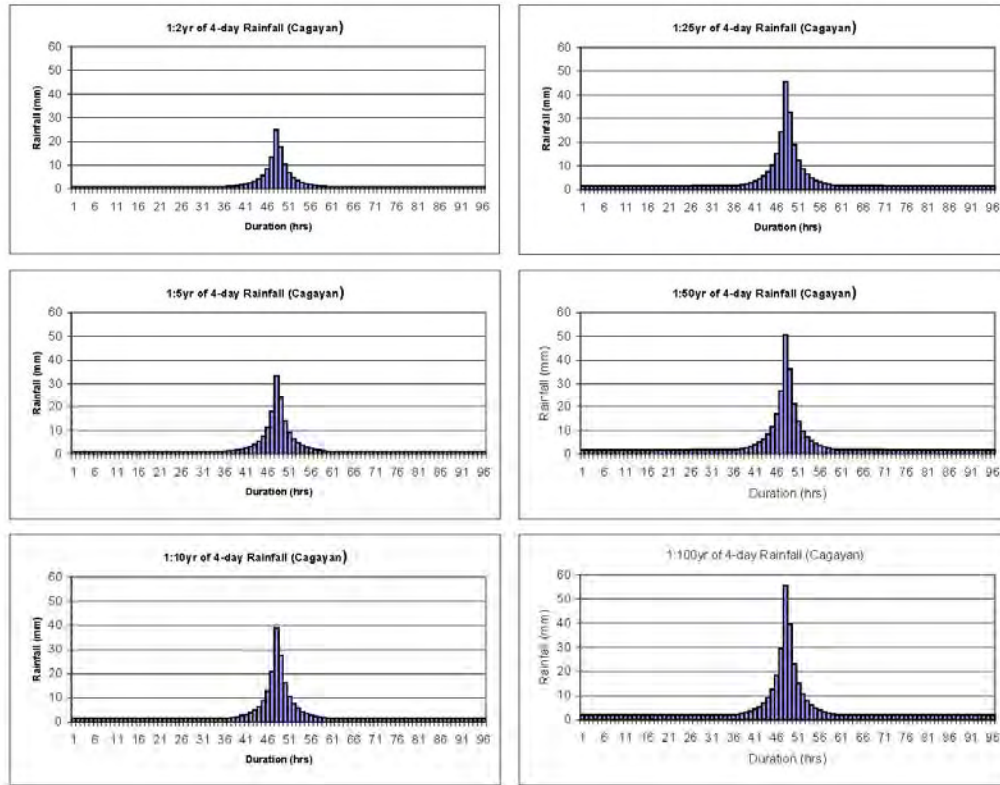 1:2yr of 4-day Rainfall (Cagayan)
60
50
40
30
20
10
0
Rainfall (mm)
1 6 11 16 21 26 31 36 41 46 51 56 61 66 71 76 81 86 91 96
Duration (hrs)
1:25yr of 4-day Rainfall (Cagayan)
60
50
40
30
20
10
0
Rainfall (mm)
1 6 11 16 21 26 31 36 41 46 51 56 61 66 71 76 81 86 91 96
Duration (hrs)
1:5yr of 4-day Rainfall (Cagayan)
60
50
40
30
20
10
0
Rainfall (mm)
1 6 11 16 21 26 31 36 41 46 51 56 61 66 71 76 81 86 91 96
Duration (hrs)
1:50yr of 4-day Rainfall (Cagayan)
60
50
40
30
20
10
0
Rainfall (mm)
1 6 11 16 21 26 31 36 41 46 51 56 61 66 71 76 81 86 91 96
Duration (hrs)
1:10yr of 4-day Rainfall (Cagayan)
60
50
40
30
20
10
0
Rainfall (mm)
1 6 11 16 21 26 31 36 41 46 51 56 61 66 71 76 81 86 91 96
Duration (hrs)
1:100yr of 4-day Rainfall (Cagayan)
60
50
40
30
20
10
0
Rainfall (mm)
1 6 11 16 21 26 31 36 41 46 51 56 61 66 71 76 81 86 91 96
Duration (hrs)